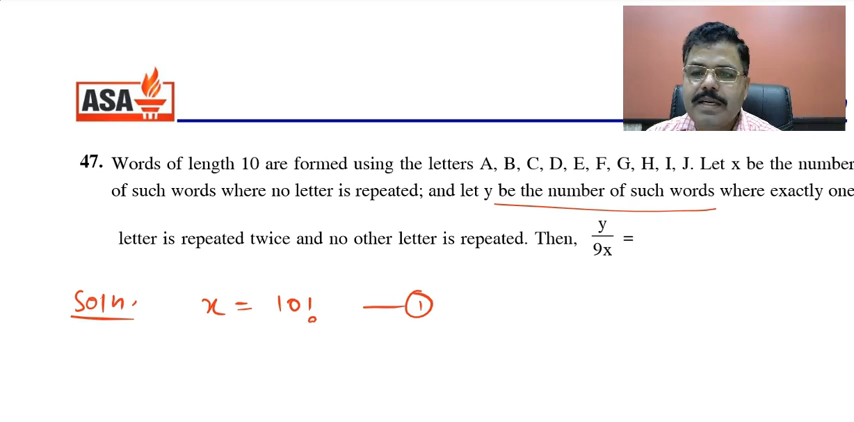 ASA
47. Words of length 10 are formed using the letters A, B, C, D, E, F, G, H, I, J. Let x be the number
of such words where no letter is repeated; and let y be the number of such words where exactly one
letter is repeated twice and no other letter is repeated. Then, y/9x =
Soln. x = 10! —①